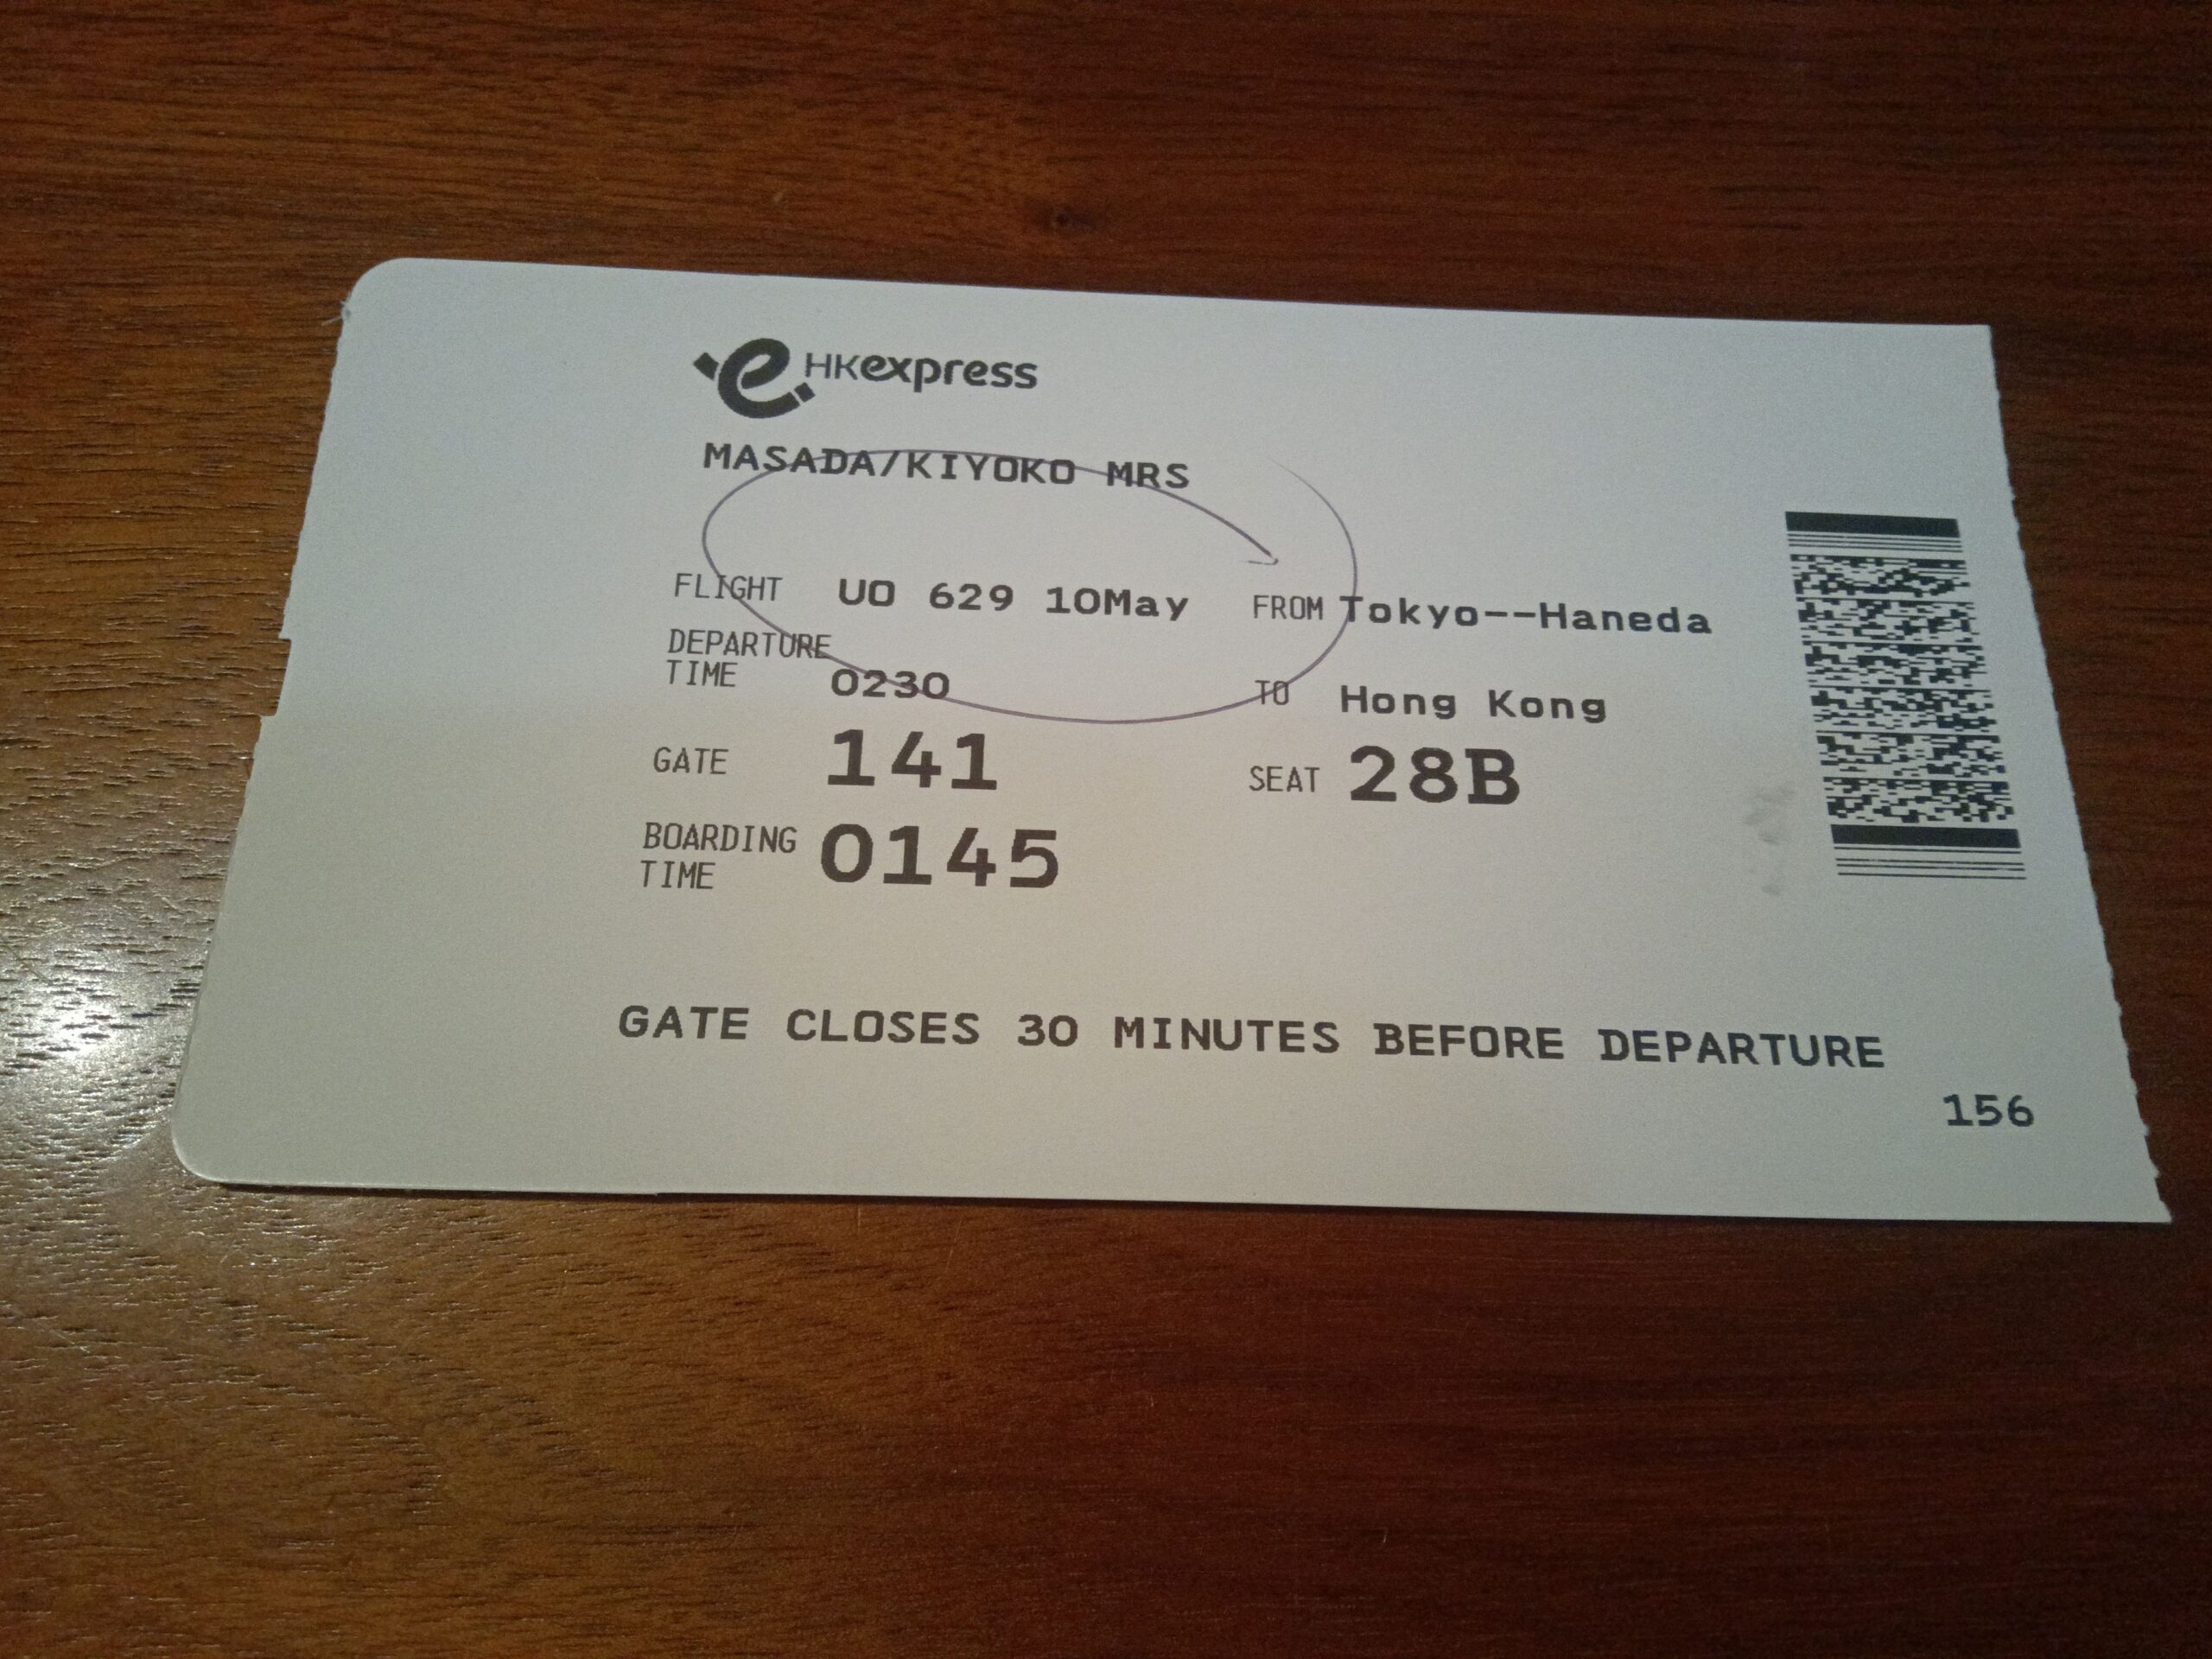 e HKexpress
MASADA/KIYOKO MRS
FLIGHT UO 629 10May FROM Tokyo--Haneda
DEPARTURE
TIME 0230 TO Hong Kong
GATE 141 SEAT 28B
BOARDING
TIME 0145
GATE CLOSES 30 MINUTES BEFORE DEPARTURE
156